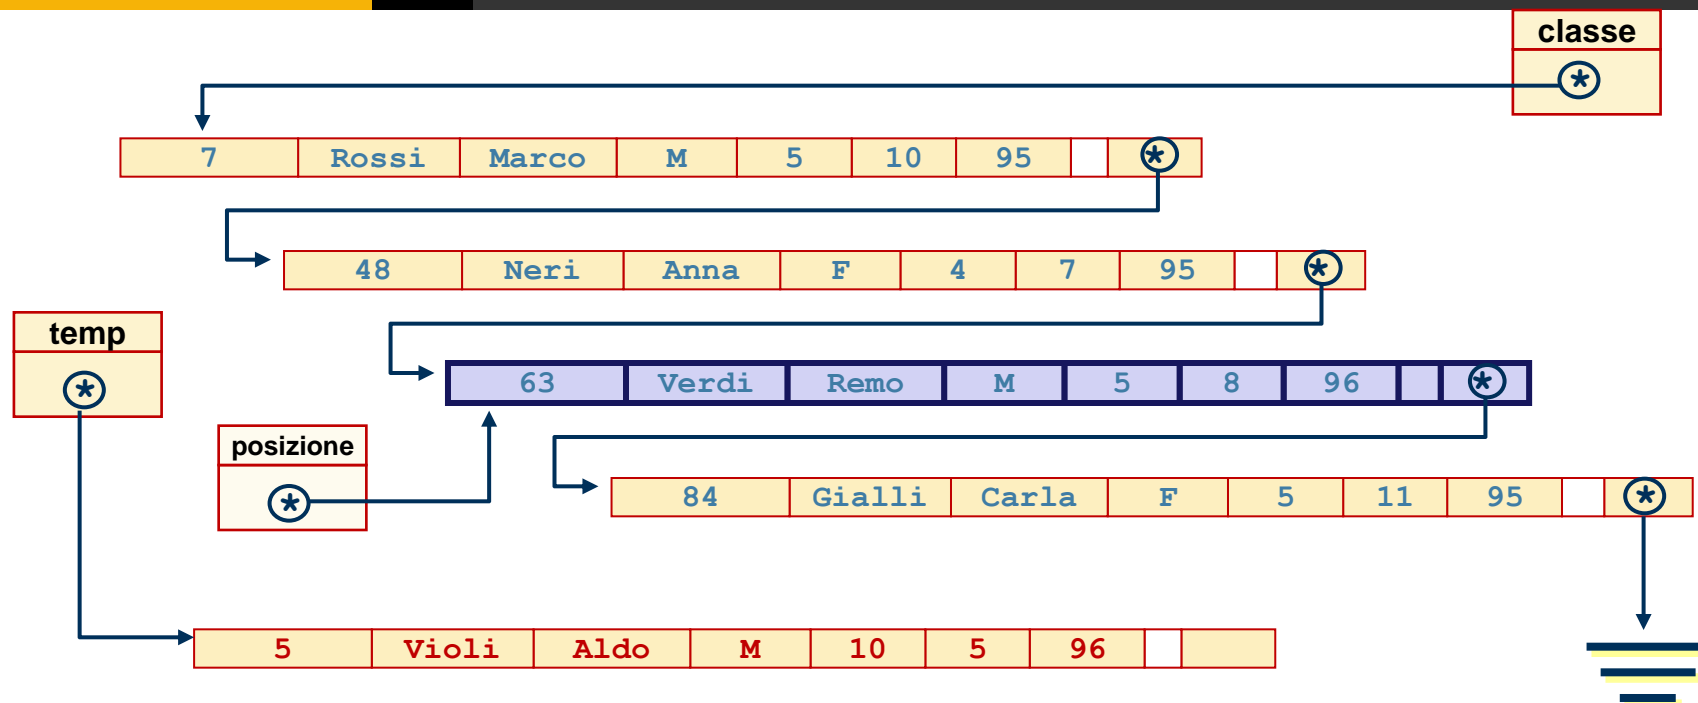 classe
*
7 Rossi Marco M 5 10 95 *
48 Neri Anna F 4 7 95 *
temp
*
63 Verdi Remo M 5 8 96 *
posizione
*
84 Gialli Carla F 5 11 95 *
5 Violi Aldo M 10 5 96